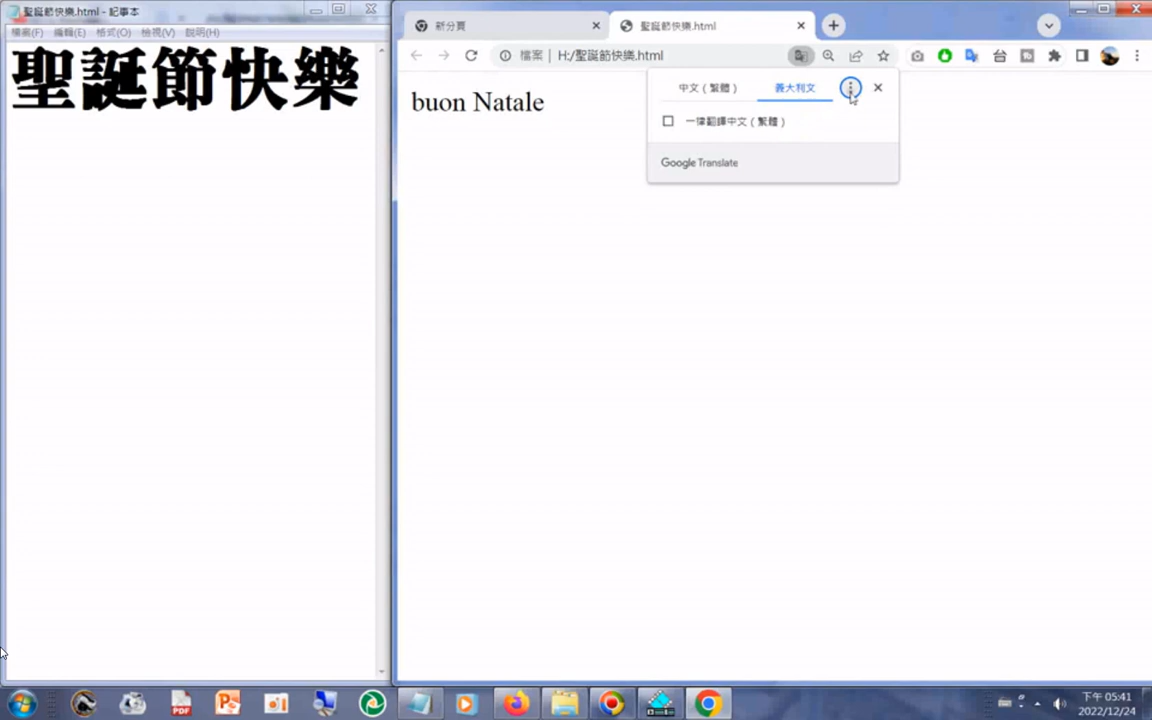 聖誕節快樂.html - 記事本
檔案(F) 編輯(E) 格式(O) 檢視(V) 說明(H)
聖誕節快樂
新分頁
聖誕節快樂.html
檔案 H:/聖誕節快樂.html
buon Natale
中文（繁體） 義大利文
一律翻譯中文（繁體）
Google Translate
PDF
下午 05:41
2022/12/24